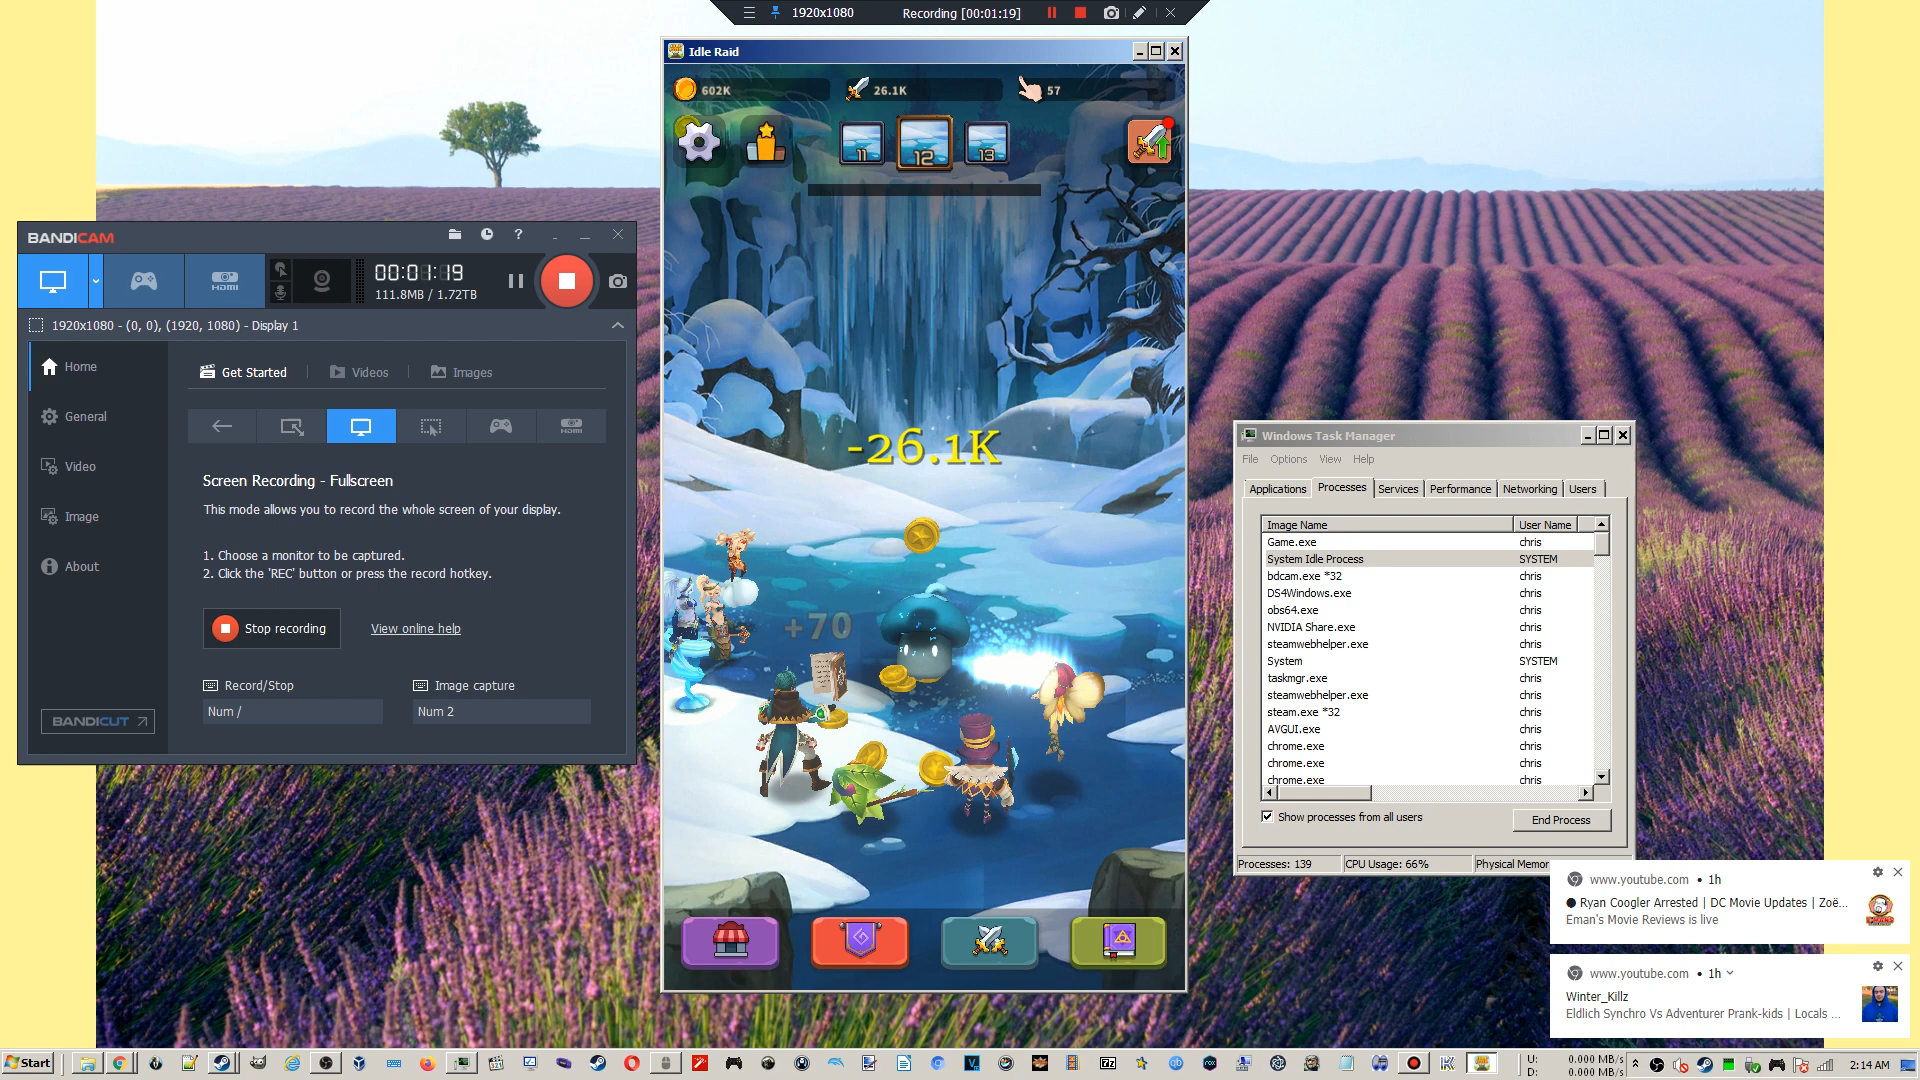 1920x1080
Recording [00:01:19]
Idle Raid
602K
26.1K
57
11
12
13
-26.1K
+70
BANDICAM
?
HDMI
00:01:19
111.8MB / 1.72TB
1920x1080 - (0, 0), (1920, 1080) - Display 1
Home
General
Video
Image
About
BANDICUT
Get Started
Videos
Images
HDMI
Screen Recording - Fullscreen
This mode allows you to record the whole screen of your display.
1. Choose a monitor to be captured.
2. Click the 'REC' button or press the record hotkey.
Stop recording
View online help
Record/Stop
Image capture
Num /
Num 2
Windows Task Manager
File Options View Help
Applications Processes Services Performance Networking Users
Image Name User Name
Game.exe chris
System Idle Process SYSTEM
bdcam.exe *32 chris
DS4Windows.exe chris
obs64.exe chris
NVIDIA Share.exe chris
steamwebhelper.exe chris
System SYSTEM
taskmgr.exe chris
steamwebhelper.exe chris
steam.exe *32 chris
AVGUI.exe chris
chrome.exe chris
chrome.exe chris
chrome.exe chris
Show processes from all users
End Process
Processes: 139 CPU Usage: 66% Physical Memor
www.youtube.com • 1h
● Ryan Coogler Arrested | DC Movie Updates | Zoë...
Eman's Movie Reviews is live
www.youtube.com • 1h
Winter_Killz
Eldlich Synchro Vs Adventurer Prank-kids | Locals ...
Start
U: 0.000 MB/s
D: 0.000 MB/s
2:14 AM